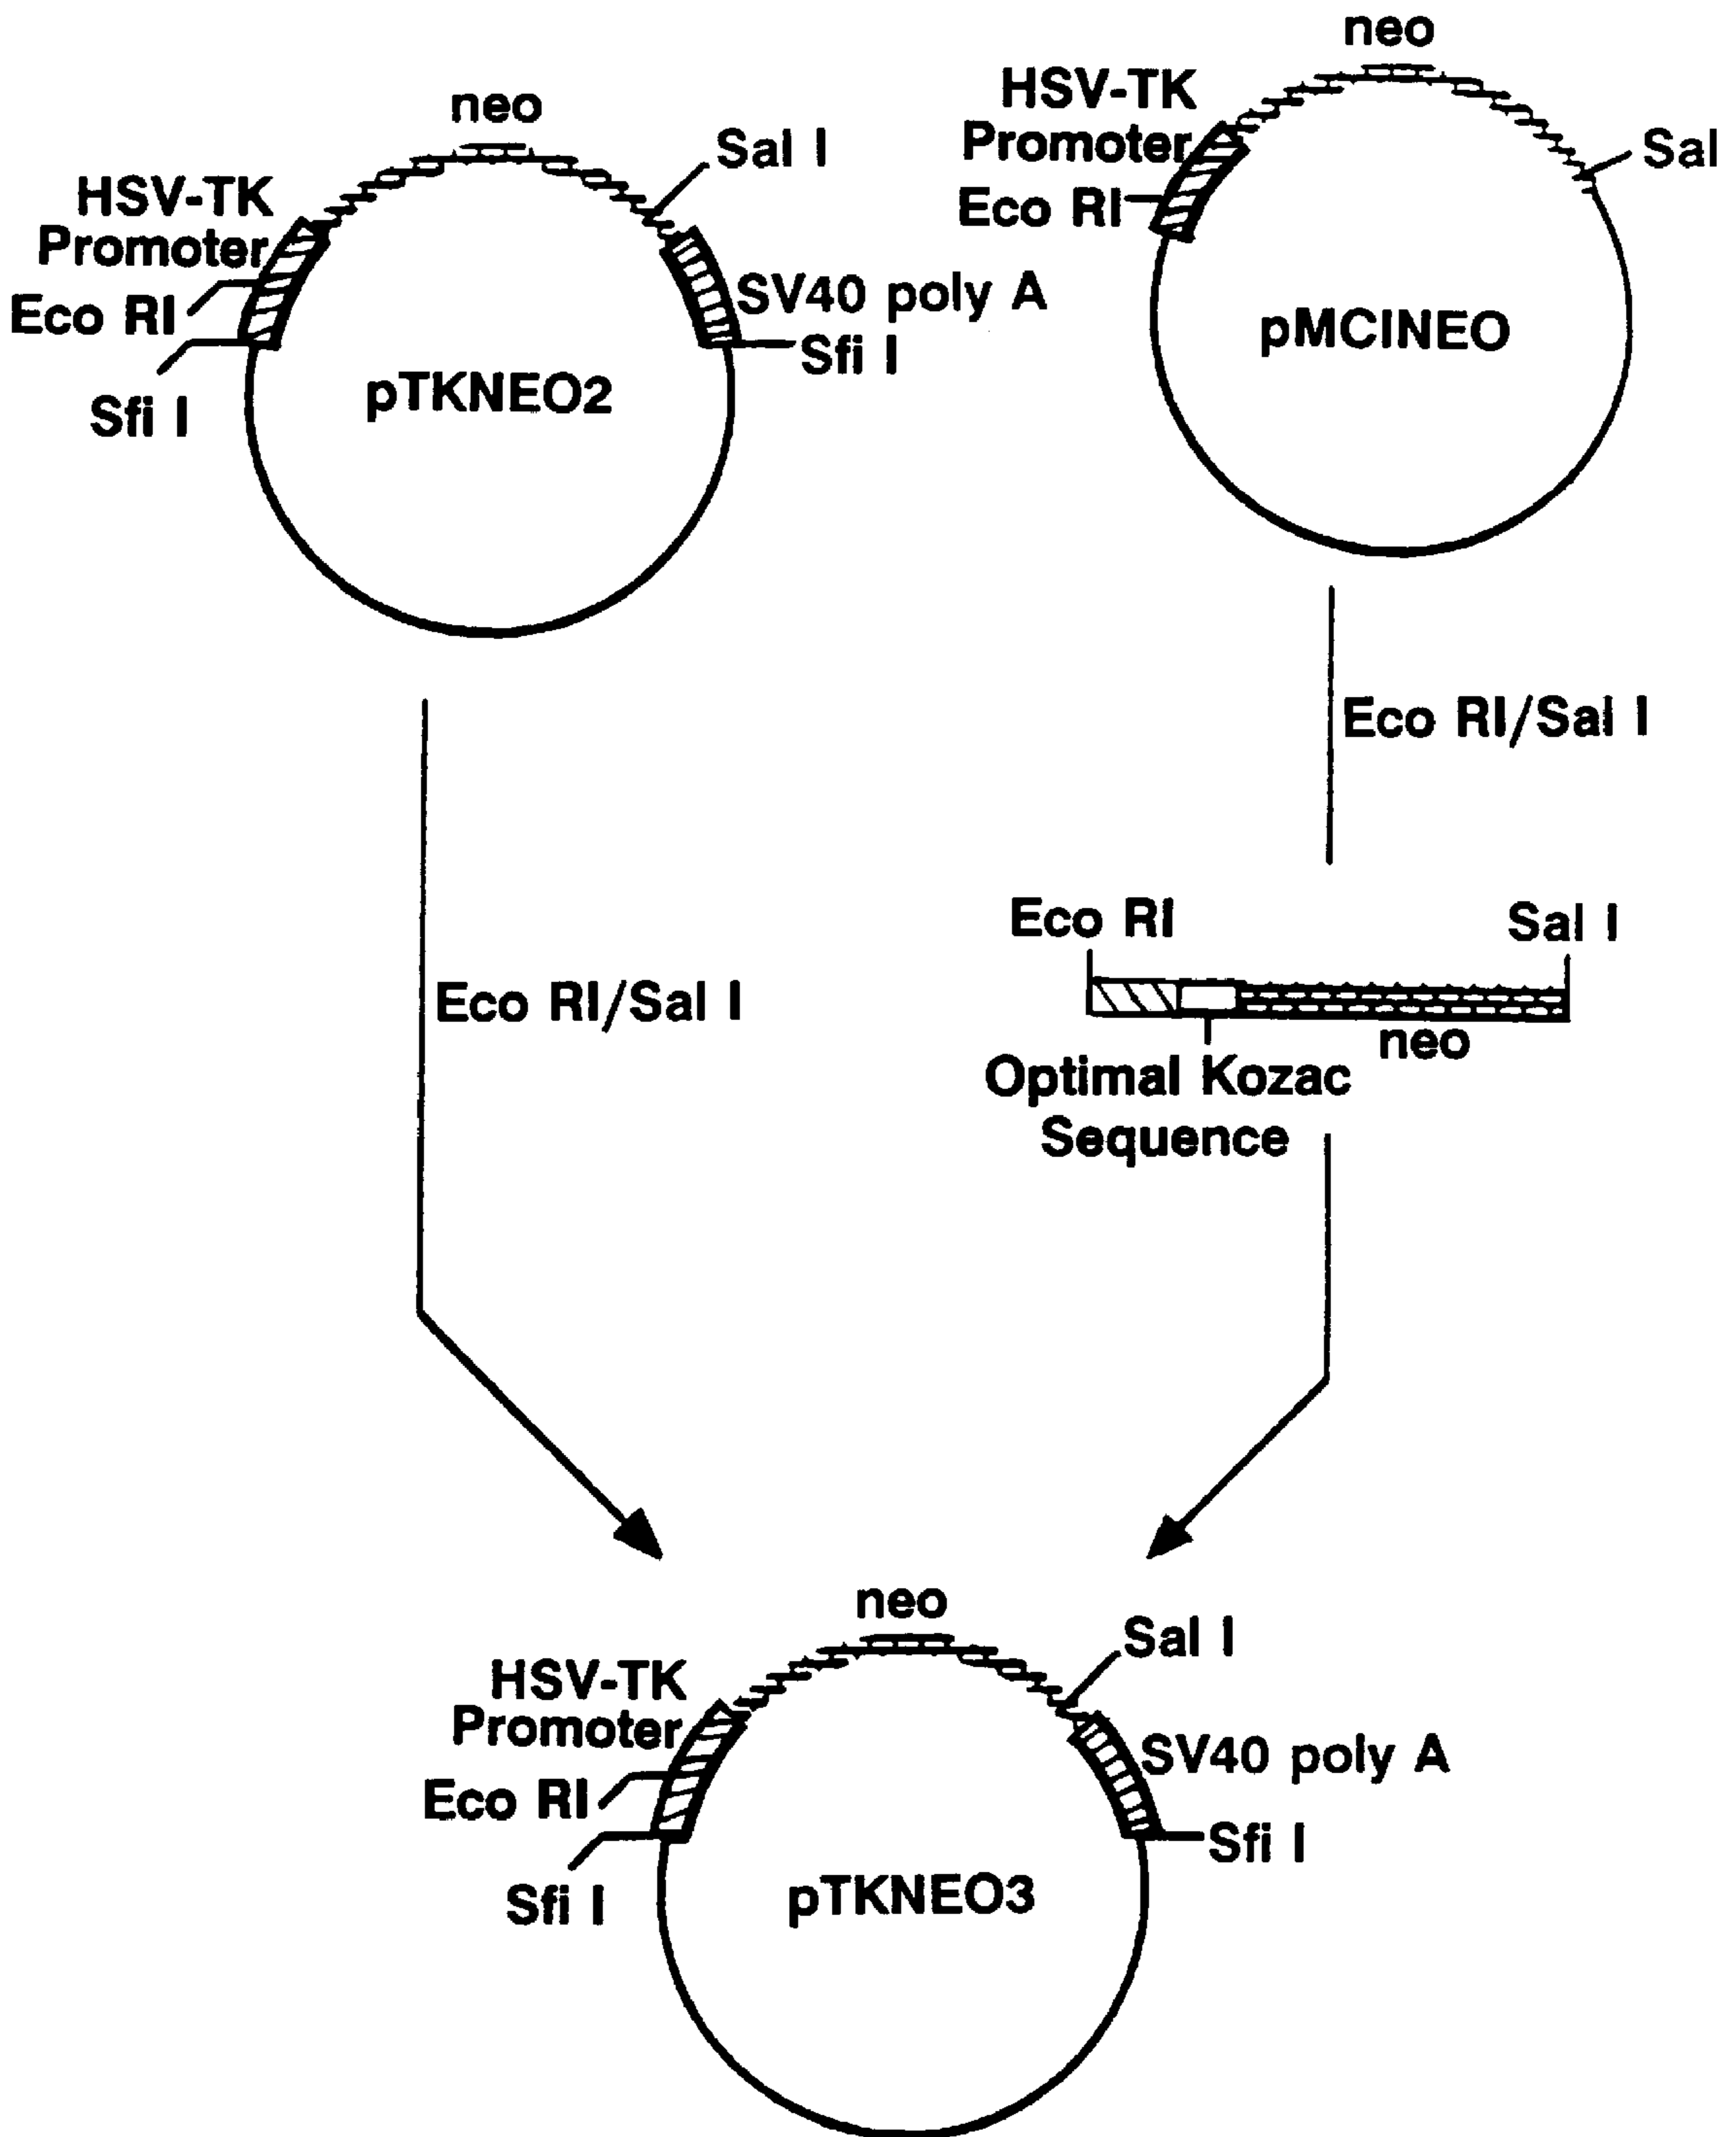 neo
HSV-TK
Promoter
Eco RI
Sfi I
Sal I
SV40 poly A
Sfi I
pTKNEO2
neo
HSV-TK
Promoter
Eco RI
Sal
pMCINEO
Eco RI/Sal I
Eco RI/Sal I
Eco RI
Sal I
neo
Optimal Kozac
Sequence
neo
HSV-TK
Promoter
Eco RI
Sfi I
Sal I
SV40 poly A
Sfi I
pTKNEO3